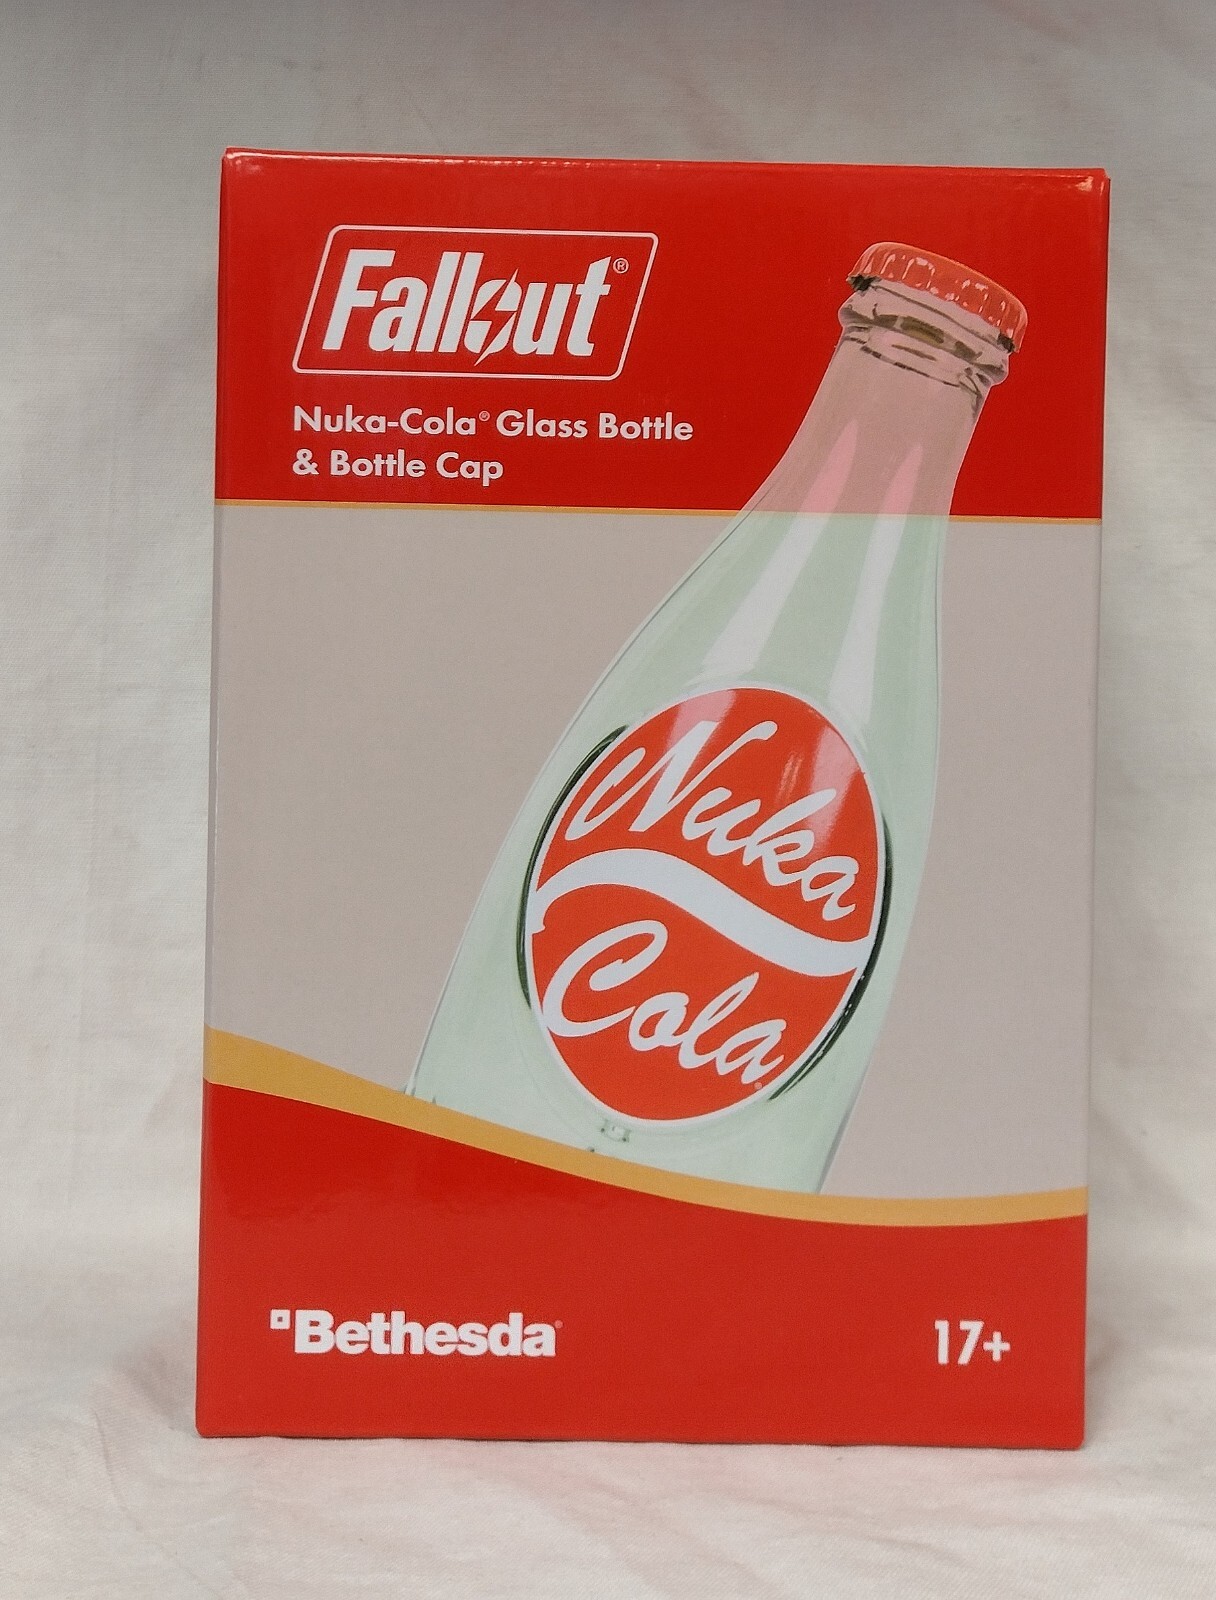 Fallout®
Nuka-Cola® Glass Bottle
& Bottle Cap
Nuka
Cola
Bethesda®
17+